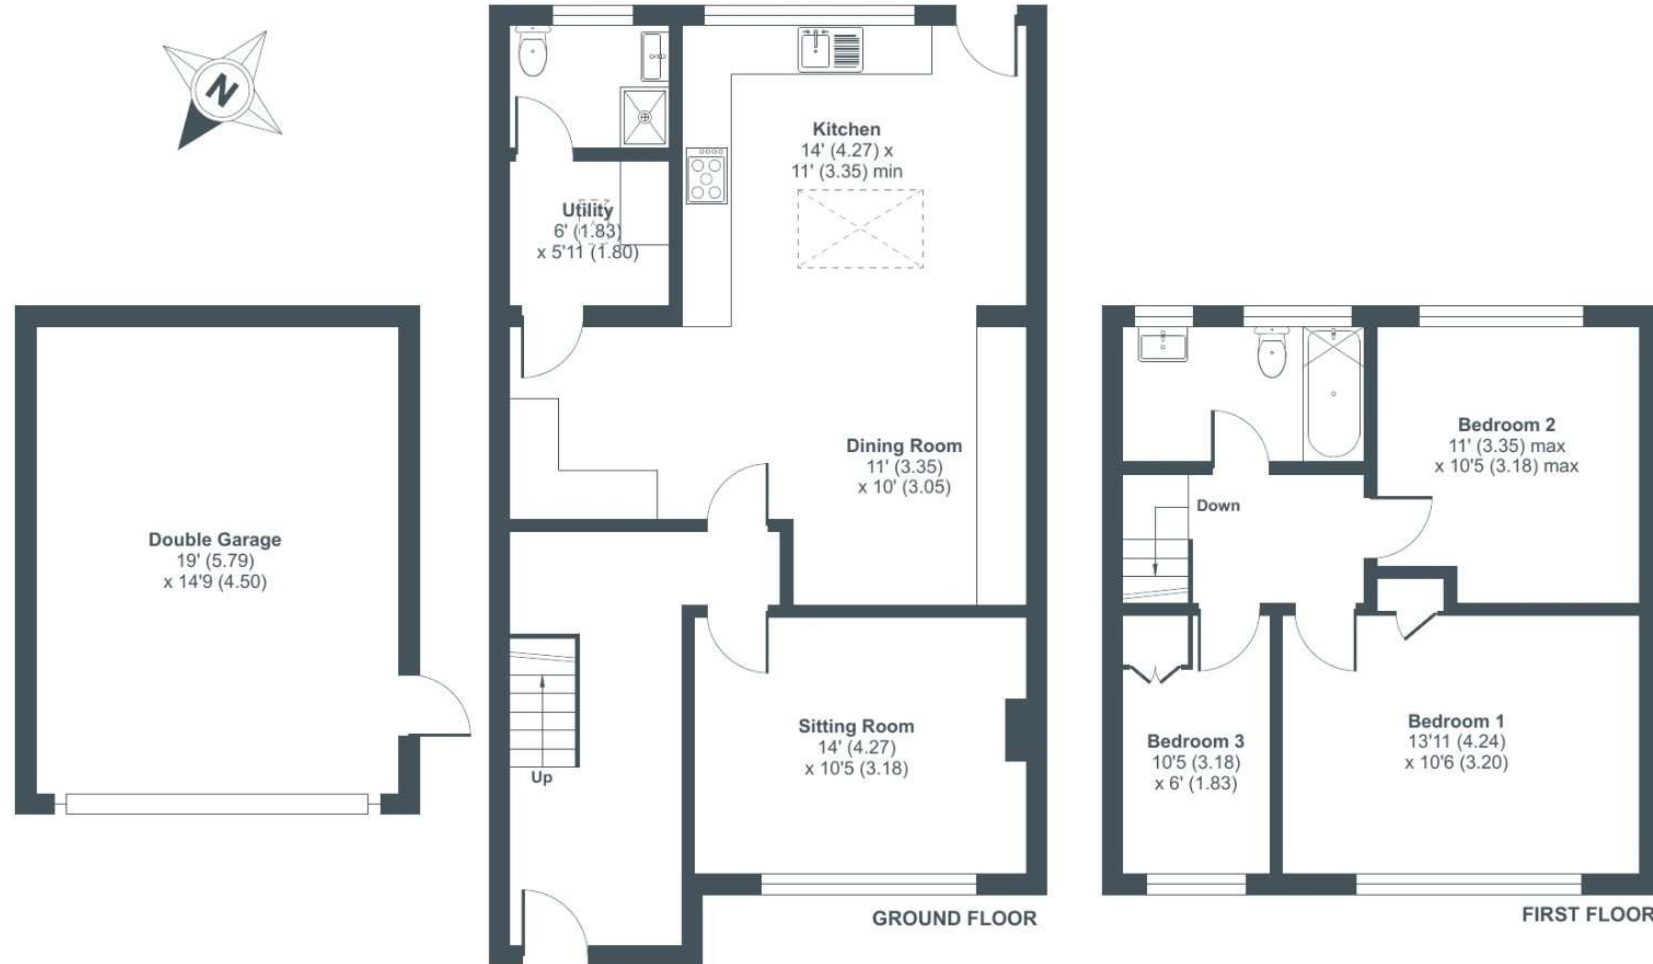 N
Kitchen
14' (4.27) x
11' (3.35) min
Utility
6' (1.83)
x 5'11 (1.80)
Dining Room
11' (3.35)
x 10' (3.05)
Double Garage
19' (5.79)
x 14'9 (4.50)
Sitting Room
14' (4.27)
x 10'5 (3.18)
Up
GROUND FLOOR
Bedroom 2
11' (3.35) max
x 10'5 (3.18) max
Down
Bedroom 1
13'11 (4.24)
x 10'6 (3.20)
Bedroom 3
10'5 (3.18)
x 6' (1.83)
FIRST FLOOR